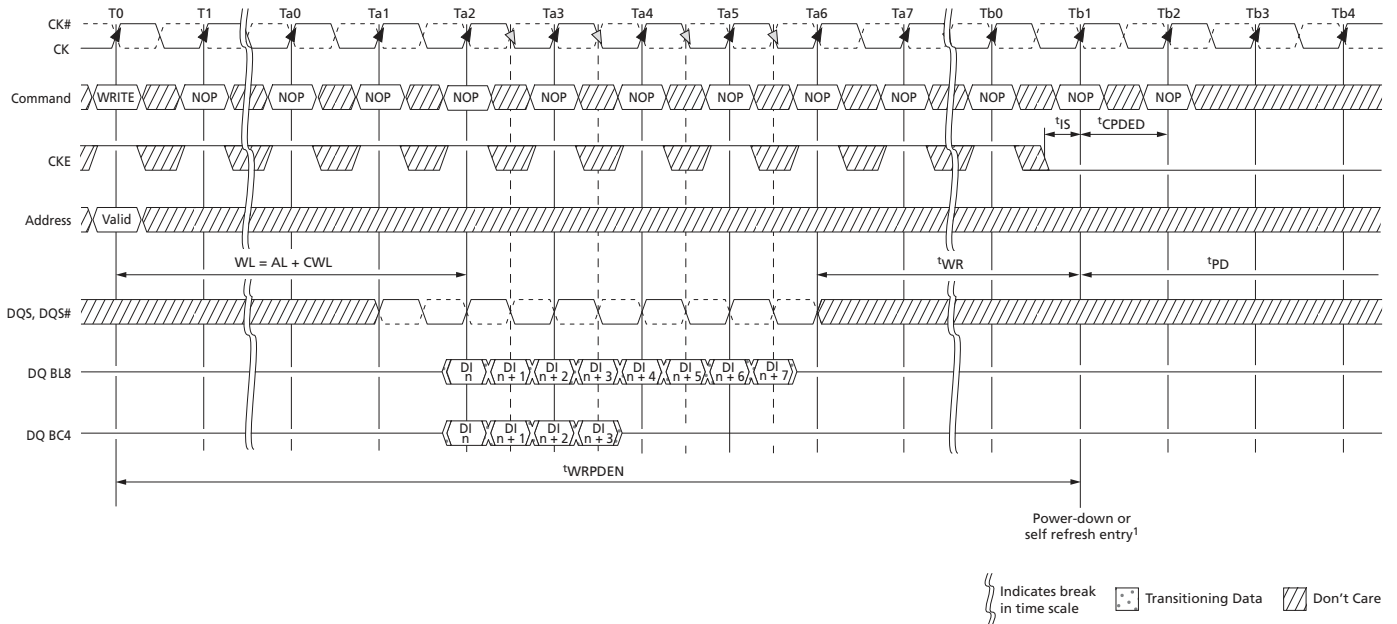 T0 T1 Ta0 Ta1 Ta2 Ta3 Ta4 Ta5 Ta6 Ta7 Tb0 Tb1 Tb2 Tb3 Tb4
CK#
CK
Command WRITE NOP NOP NOP NOP NOP NOP NOP NOP NOP NOP NOP NOP
tIS tCPDED
CKE
Address Valid
WL = AL + CWL tWR tPD
DQS, DQS#
DQ BL8 DI n DI n + 1 DI n + 2 DI n + 3 DI n + 4 DI n + 5 DI n + 6 DI n + 7
DQ BC4 DI n DI n + 1 DI n + 2 DI n + 3
tWRPDEN
Power-down or
self refresh entry1
Indicates break
in time scale
Transitioning Data
Don't Care